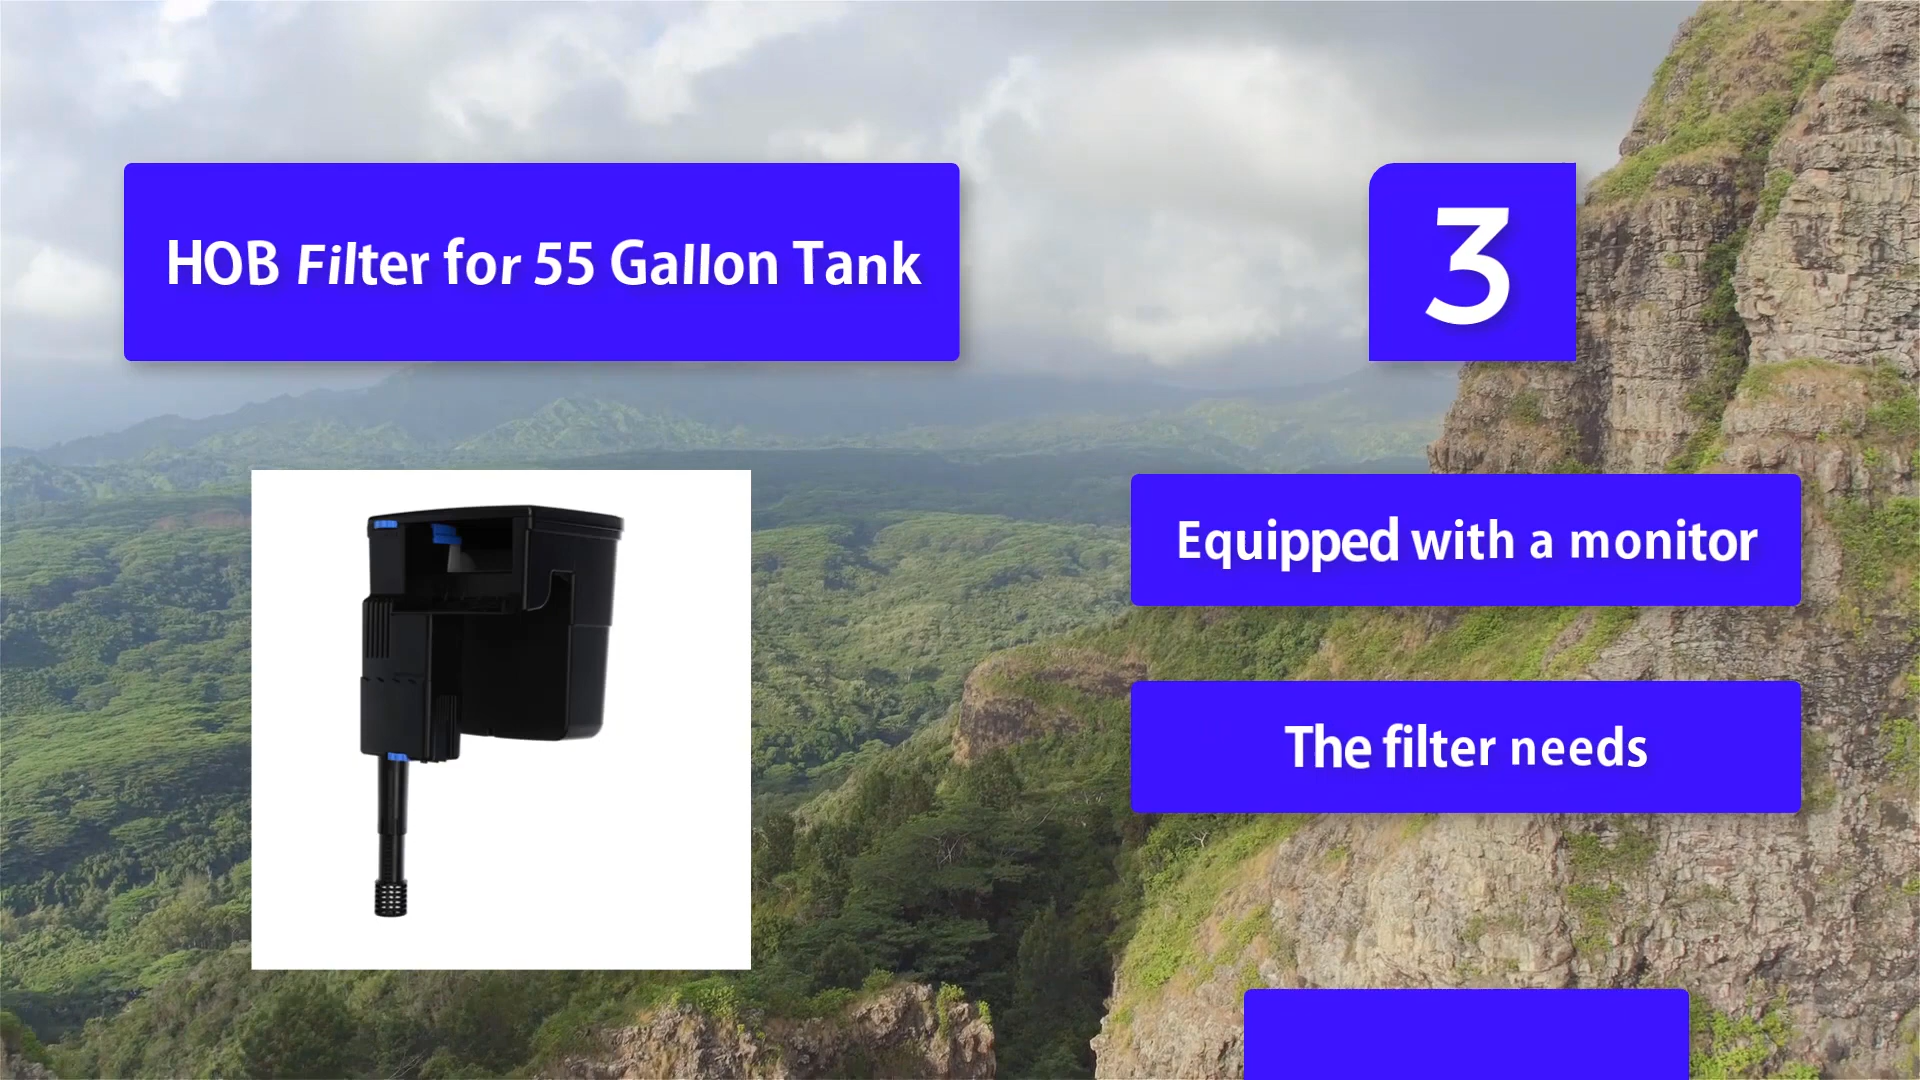 HOB Filter for 55 Gallon Tank
3
Equipped with a monitor
The filter needs